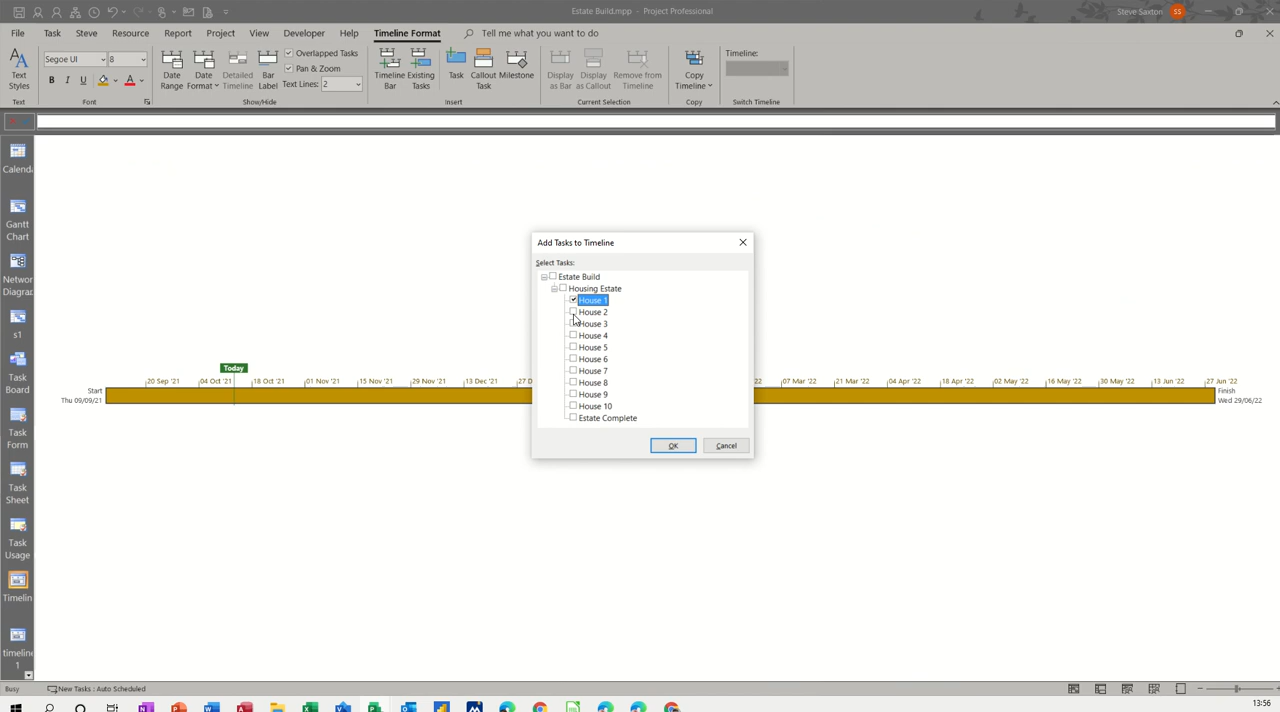 Estate Build.mpp - Project Professional
Steve Saxton SS
File Task Steve Resource Report Project View Developer Help Timeline Format Tell me what you want to do
Text Styles
Segoe UI 8
B I U A
Date Range
Date Format
Detailed Timeline
Bar Label
Overlapped Tasks
Pan & Zoom
Text Lines: 2
Timeline Bar
Existing Tasks
Task
Callout Task
Milestone
Display as Bar
Display as Callout
Remove from Timeline
Copy Timeline
Timeline:
Text Font Show/Hide Insert Current Selection Copy Switch Timeline
Calenda
Gantt Chart
Network Diagram
s1
Task Board
Task Form
Task Sheet
Task Usage
Timelin
timeline 1
Add Tasks to Timeline
Select Tasks:
Estate Build
Housing Estate
House 1
House 2
House 3
House 4
House 5
House 6
House 7
House 8
House 9
House 10
Estate Complete
OK Cancel
Today
20 Sep '21 04 Oct '21 18 Oct '21 01 Nov '21 15 Nov '21 29 Nov '21 13 Dec '21 27 D 22 07 Mar '22 21 Mar '22 04 Apr '22 18 Apr '22 02 May '22 16 May '22 30 May '22 13 Jun '22 27 Jun '22
Start
Thu 09/09/21
Finish
Wed 29/06/22
Busy New Tasks : Auto Scheduled
13:56